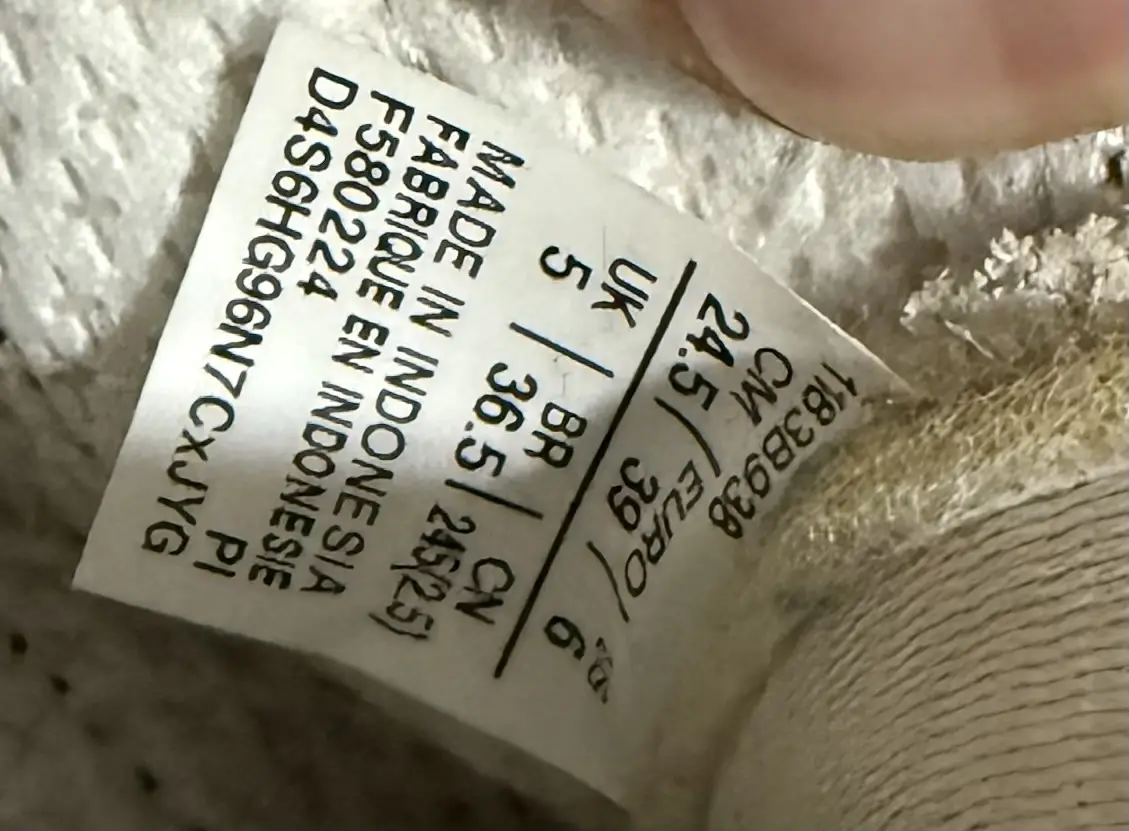 1183B938
CM / EURO /
24.5 / 39 / 6
UK / BR / CN
5 / 36.5 / 245(2.5)
MADE IN INDONESIA
FABRIQUE EN INDONESIE
F580224 PI
D4S6HG96N7CxJYG